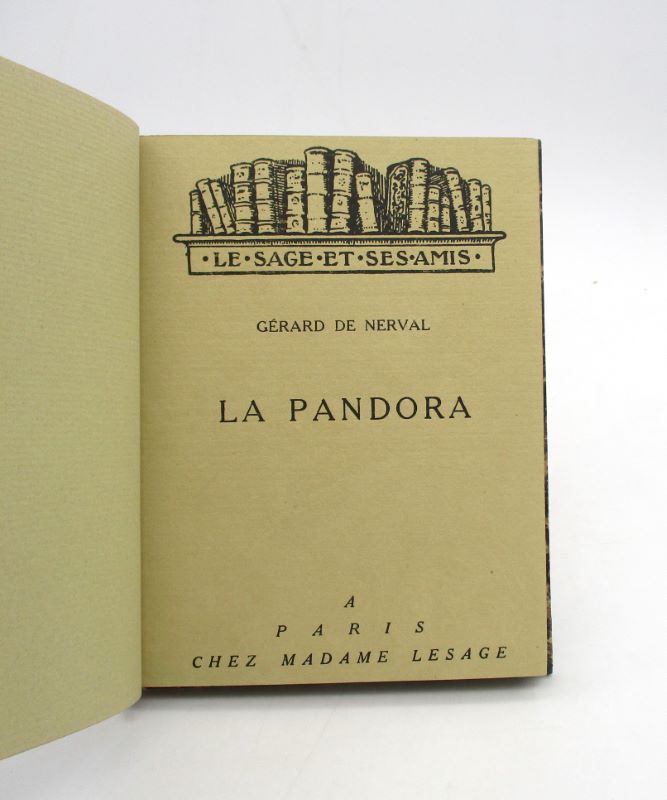 ·LE·SAGE·ET·SES·AMIS·
GÉRARD DE NERVAL
LA PANDORA
A
PARIS
CHEZ MADAME LESAGE